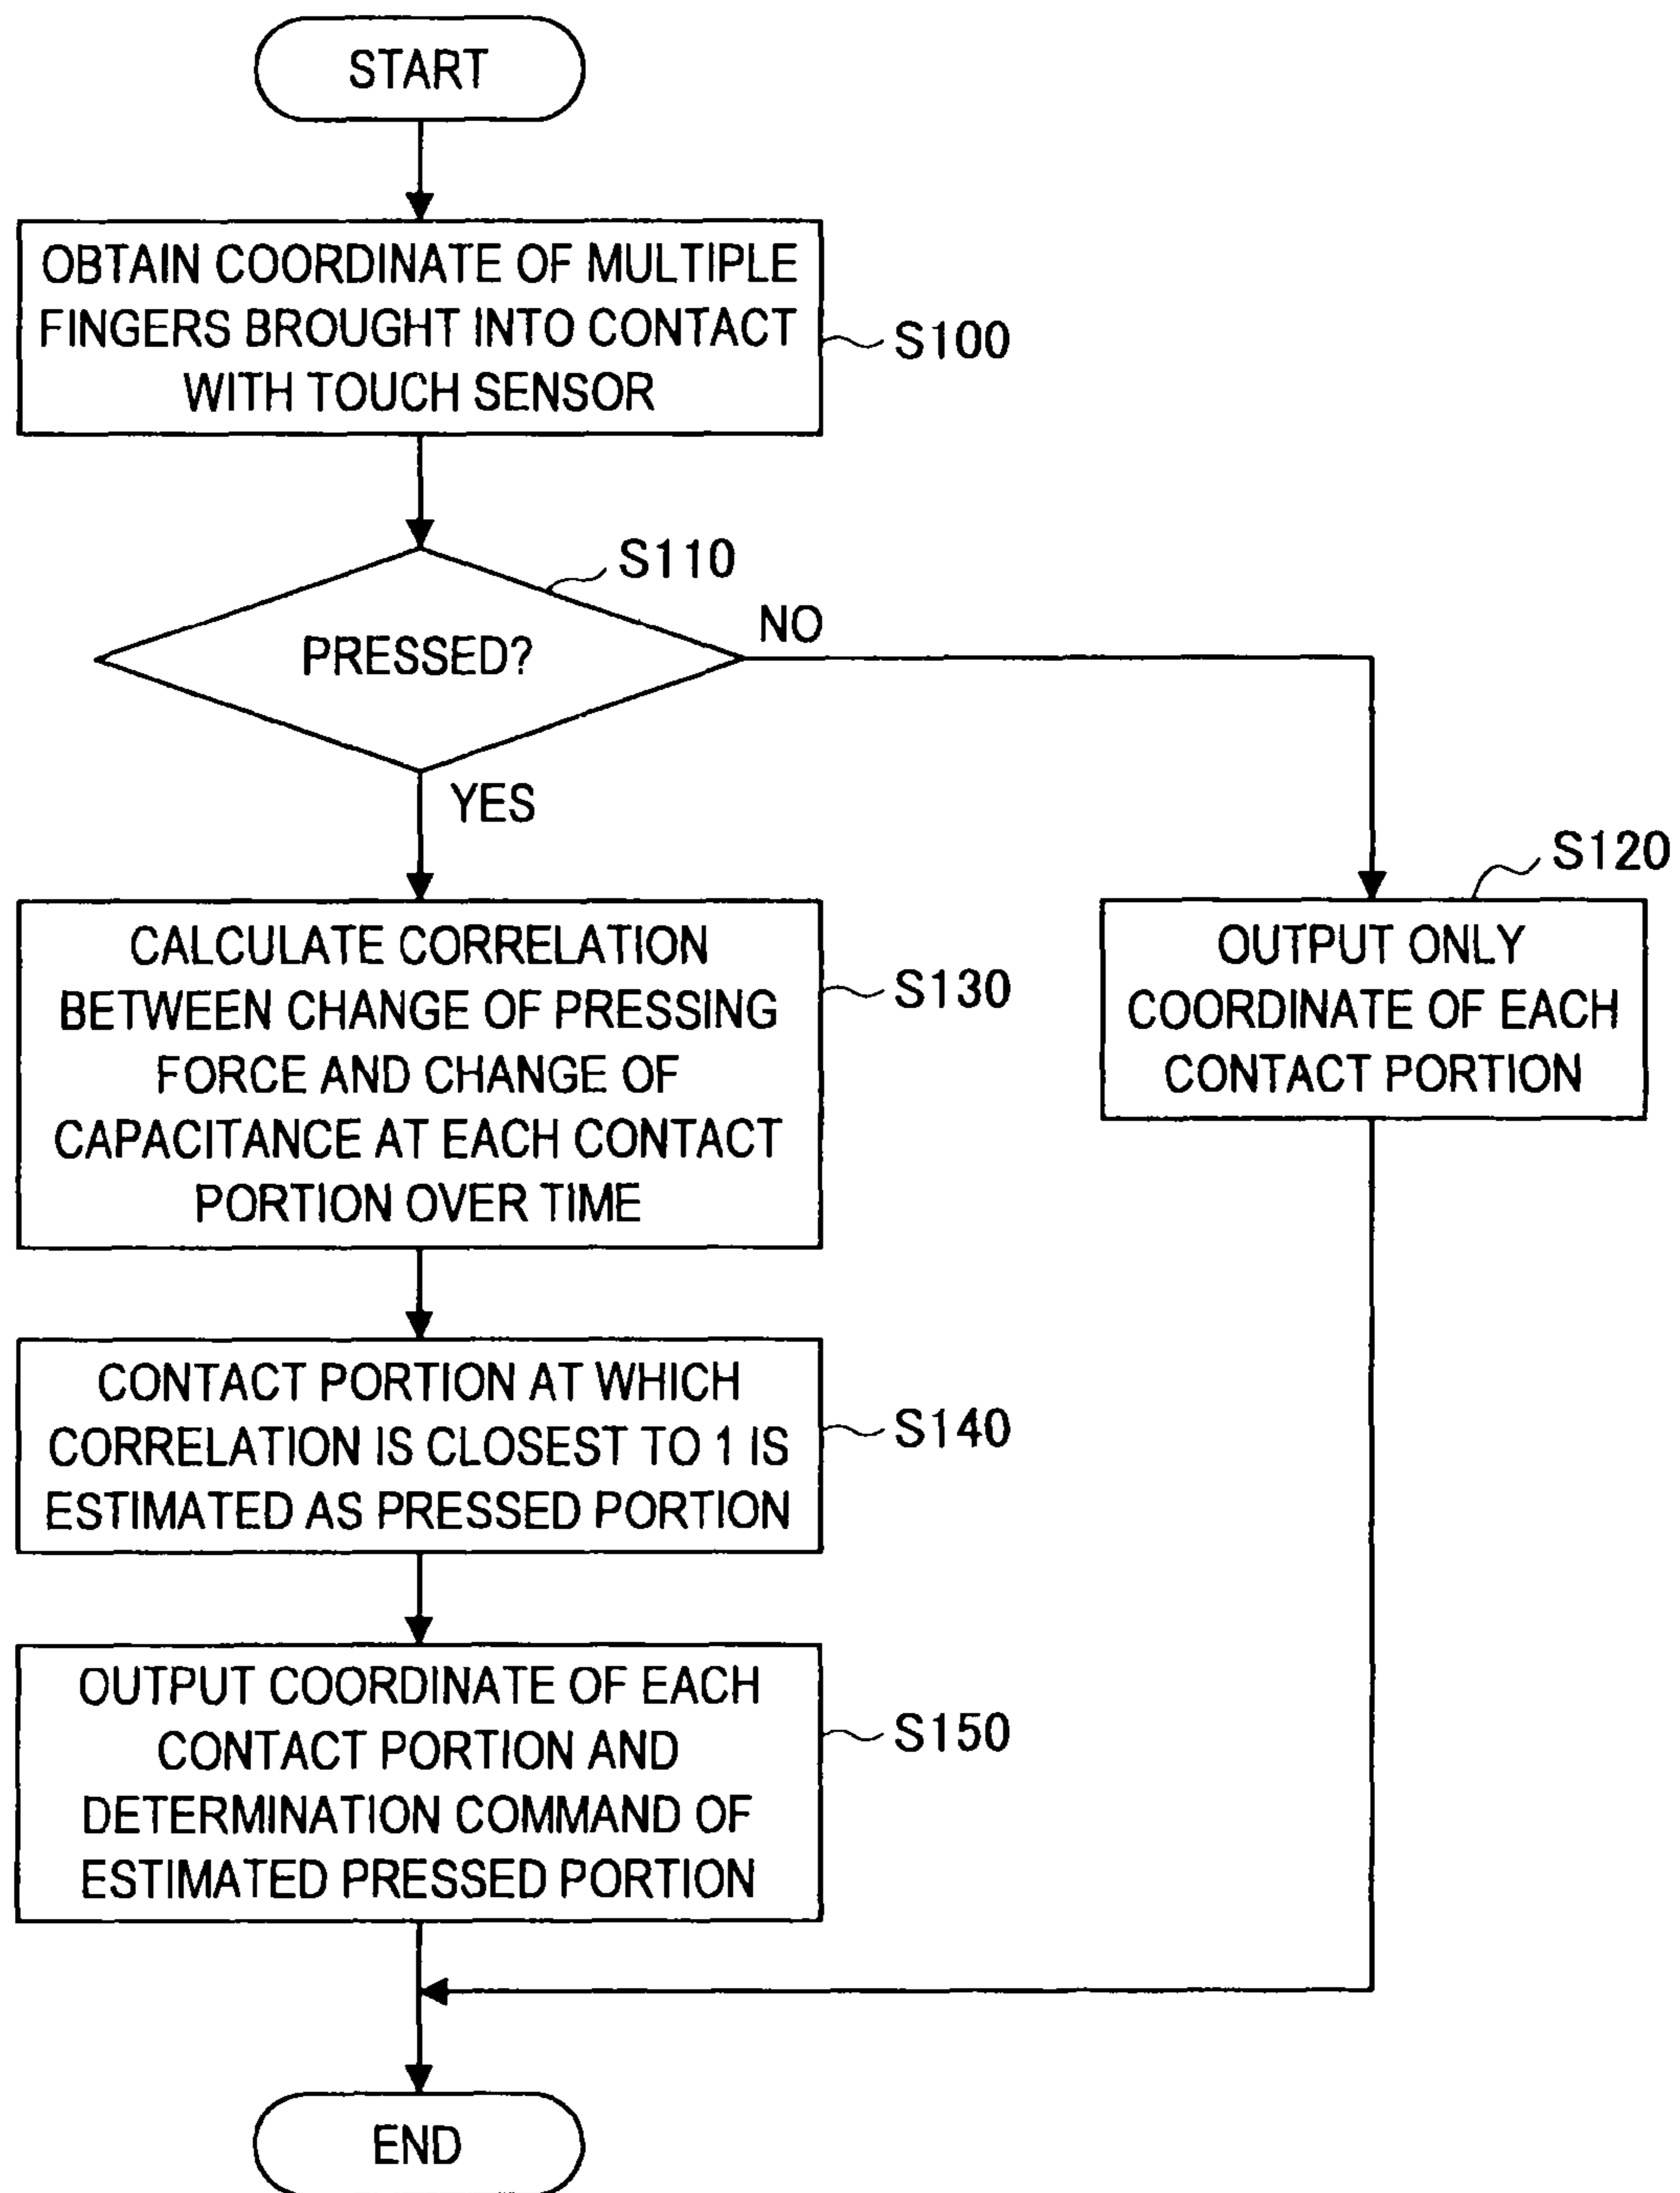 START
OBTAIN COORDINATE OF MULTIPLE
FINGERS BROUGHT INTO CONTACT
WITH TOUCH SENSOR
S100
S110
PRESSED?
NO
YES
S120
OUTPUT ONLY
COORDINATE OF EACH
CONTACT PORTION
CALCULATE CORRELATION
BETWEEN CHANGE OF PRESSING
FORCE AND CHANGE OF
CAPACITANCE AT EACH CONTACT
PORTION OVER TIME
S130
CONTACT PORTION AT WHICH
CORRELATION IS CLOSEST TO 1 IS
ESTIMATED AS PRESSED PORTION
S140
OUTPUT COORDINATE OF EACH
CONTACT PORTION AND
DETERMINATION COMMAND OF
ESTIMATED PRESSED PORTION
S150
END